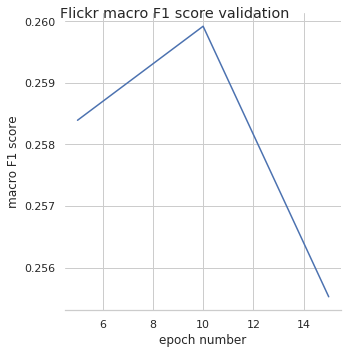 Flickr macro F1 score validation
0.260
0.259
0.258
0.257
0.256
macro F1 score
6 8 10 12 14
epoch number